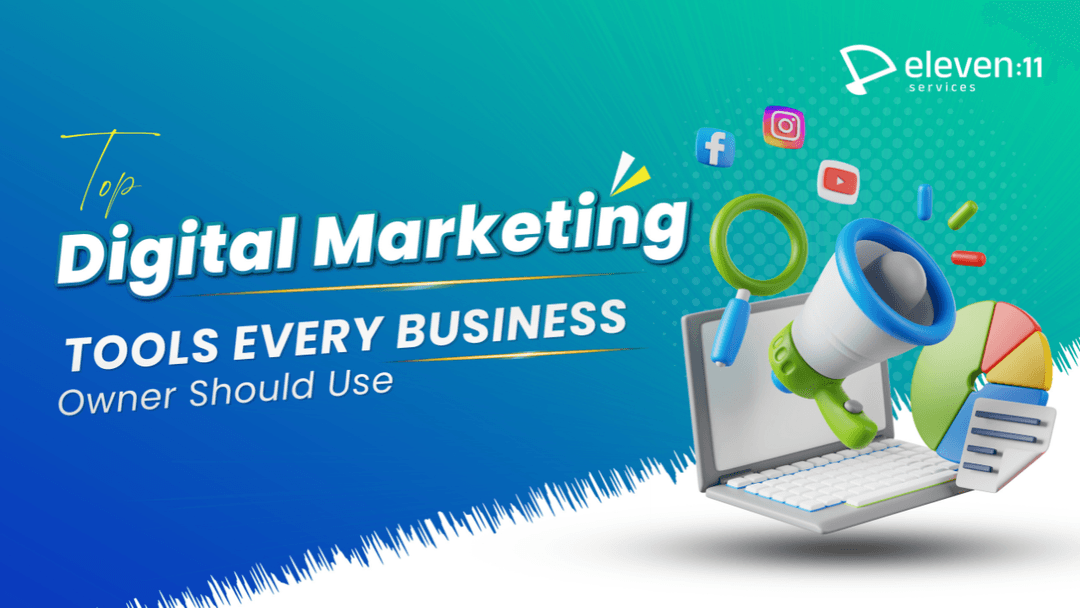 eleven:11
services
Top
Digital Marketing
TOOLS EVERY BUSINESS
Owner Should Use